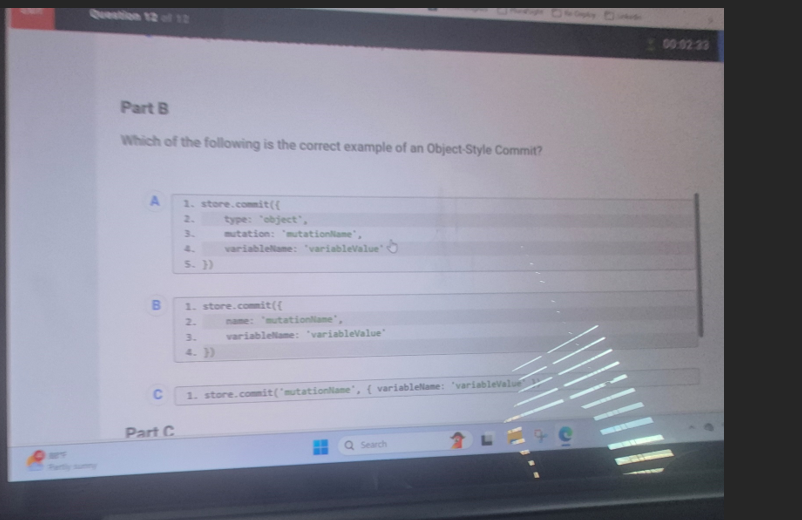 Question 12 of 12
00:02:33
Part B
Which of the following is the correct example of an Object-Style Commit?
A
1. store.commit({
2. type: 'object',
3. mutation: 'mutationName',
4. variableName: 'variableValue'
5. })
B
1. store.commit({
2. name: 'mutationName',
3. variableName: 'variableValue'
4. })
C
1. store.commit('mutationName', { variableName: 'variableValue' })
Part C
Search
Partly sunny